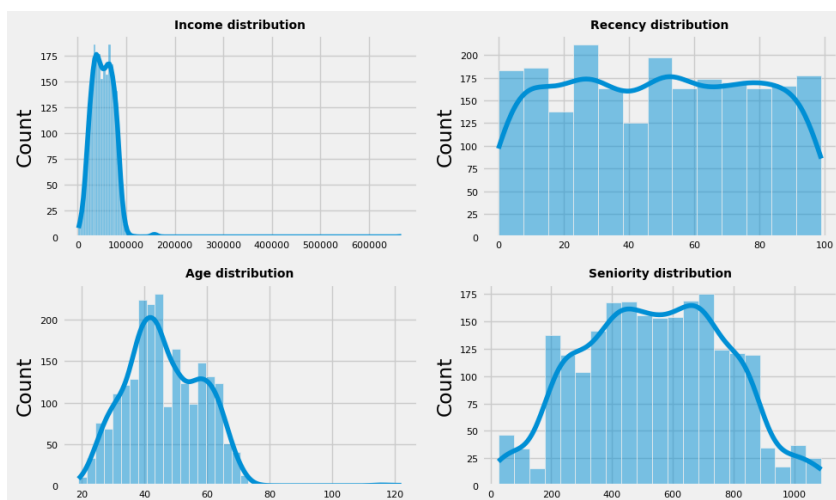 Income distribution
Count
175
150
125
100
75
50
25
0
0
100000 200000 300000 400000 500000 600000
Recency distribution
Count
200
175
150
125
100
75
50
25
0
0 20 40 60 80 100
Age distribution
Count
200
150
100
50
0
20 40 60 80 100 120
Seniority distribution
Count
175
150
125
100
75
50
25
0
0 200 400 600 800 1000